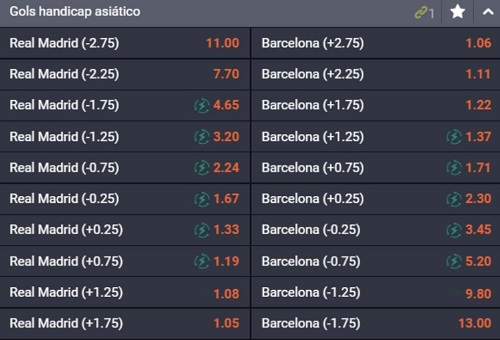 Gols handicap asiático 1
Real Madrid (-2.75) 11.00 Barcelona (+2.75) 1.06
Real Madrid (-2.25) 7.70 Barcelona (+2.25) 1.11
Real Madrid (-1.75) 4.65 Barcelona (+1.75) 1.22
Real Madrid (-1.25) 3.20 Barcelona (+1.25) 1.37
Real Madrid (-0.75) 2.24 Barcelona (+0.75) 1.71
Real Madrid (-0.25) 1.67 Barcelona (+0.25) 2.30
Real Madrid (+0.25) 1.33 Barcelona (-0.25) 3.45
Real Madrid (+0.75) 1.19 Barcelona (-0.75) 5.20
Real Madrid (+1.25) 1.08 Barcelona (-1.25) 9.80
Real Madrid (+1.75) 1.05 Barcelona (-1.75) 13.00